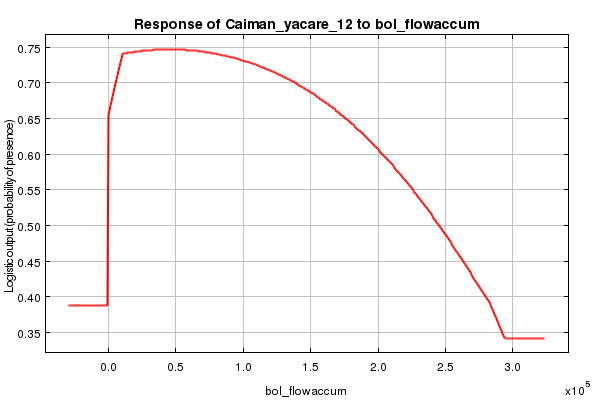 Response of Caiman_yacare_12 to bol_flowaccum
Logistic output (probability of presence)
0.75
0.70
0.65
0.60
0.55
0.50
0.45
0.40
0.35
0.0 0.5 1.0 1.5 2.0 2.5 3.0
bol_flowaccum
x10^5